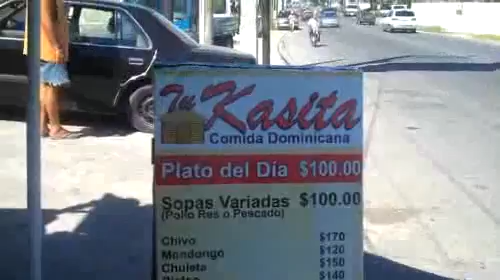 Tu Kasita
Comida Dominicana
Plato del Día $100.00
Sopas Variadas $100.00
(Pollo Res o Pescado)
Chivo $170
Mondongo $120
Chuleta $150
$140